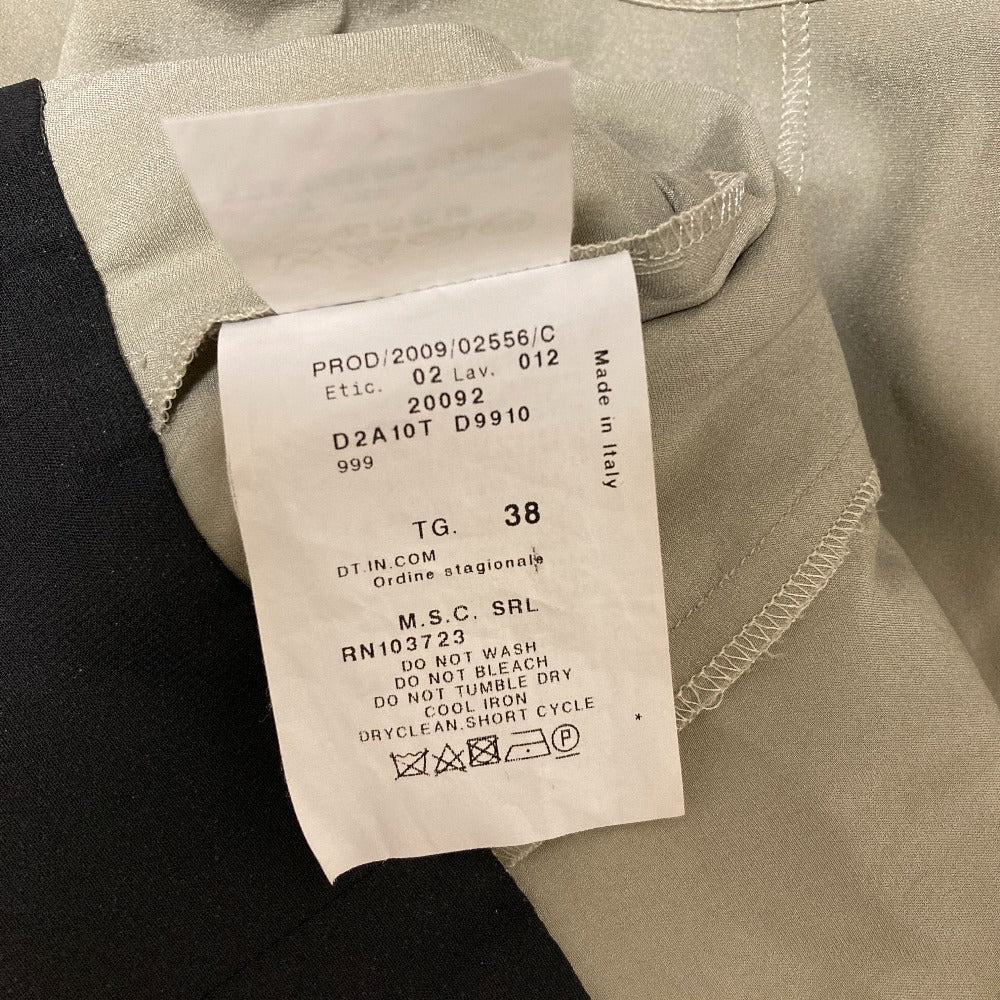 PROD/2009/02556/C
Etic. 02 Lav. 012
20092
D2A10T D9910
999
Made in Italy
TG. 38
DT.IN.COM
Ordine stagionale
M.S.C. SRL
RN103723
DO NOT WASH
DO NOT BLEACH
DO NOT TUMBLE DRY
COOL IRON
DRYCLEAN.SHORT CYCLE
*
P